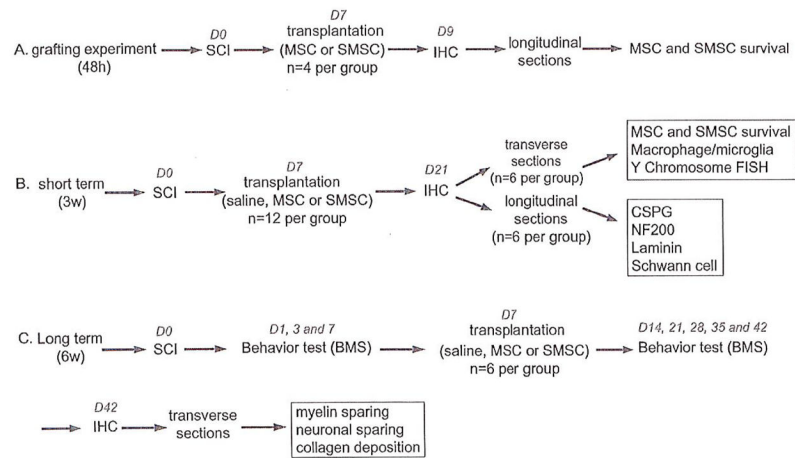 D0
D7
D9
A. grafting experiment
(48h)
SCI
transplantation
(MSC or SMSC)
n=4 per group
IHC
longitudinal
sections
MSC and SMSC survival
B. short term
(3w)
D0
SCI
D7
transplantation
(saline, MSC or SMSC)
n=12 per group
D21
IHC
transverse
sections
(n=6 per group)
MSC and SMSC survival
Macrophage/microglia
Y Chromosome FISH
longitudinal
sections
(n=6 per group)
CSPG
NF200
Laminin
Schwann cell
C. Long term
(6w)
D0
SCI
D1, 3 and 7
Behavior test (BMS)
D7
transplantation
(saline, MSC or SMSC)
n=6 per group
D14, 21, 28, 35 and 42
Behavior test (BMS)
D42
IHC
transverse
sections
myelin sparing
neuronal sparing
collagen deposition